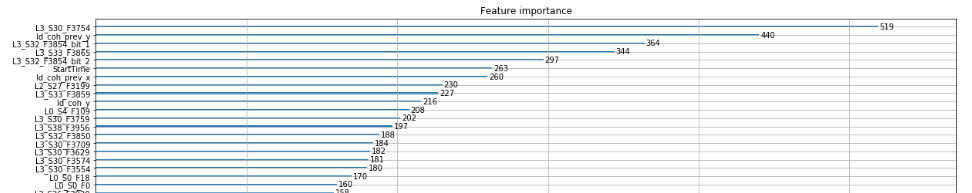 Feature importance
L3_S30_F3754 519
Id_coh_prev_y 440
L3_S32_F3854_bit_1 364
L3_S33_F3865 344
L3_S32_F3854_bit_2 297
StartTime 263
Id_coh_prev_x 260
L2_S27_F3199 230
L3_S33_F3859 227
Id_coh_y 216
L0_S4_F109 208
L3_S30_F3759 202
L3_S38_F3956 197
L3_S32_F3850 188
L3_S30_F3709 184
L3_S30_F3629 182
L3_S30_F3574 181
L3_S30_F3554 180
L0_S0_F18 170
L0_S0_F0 160
158